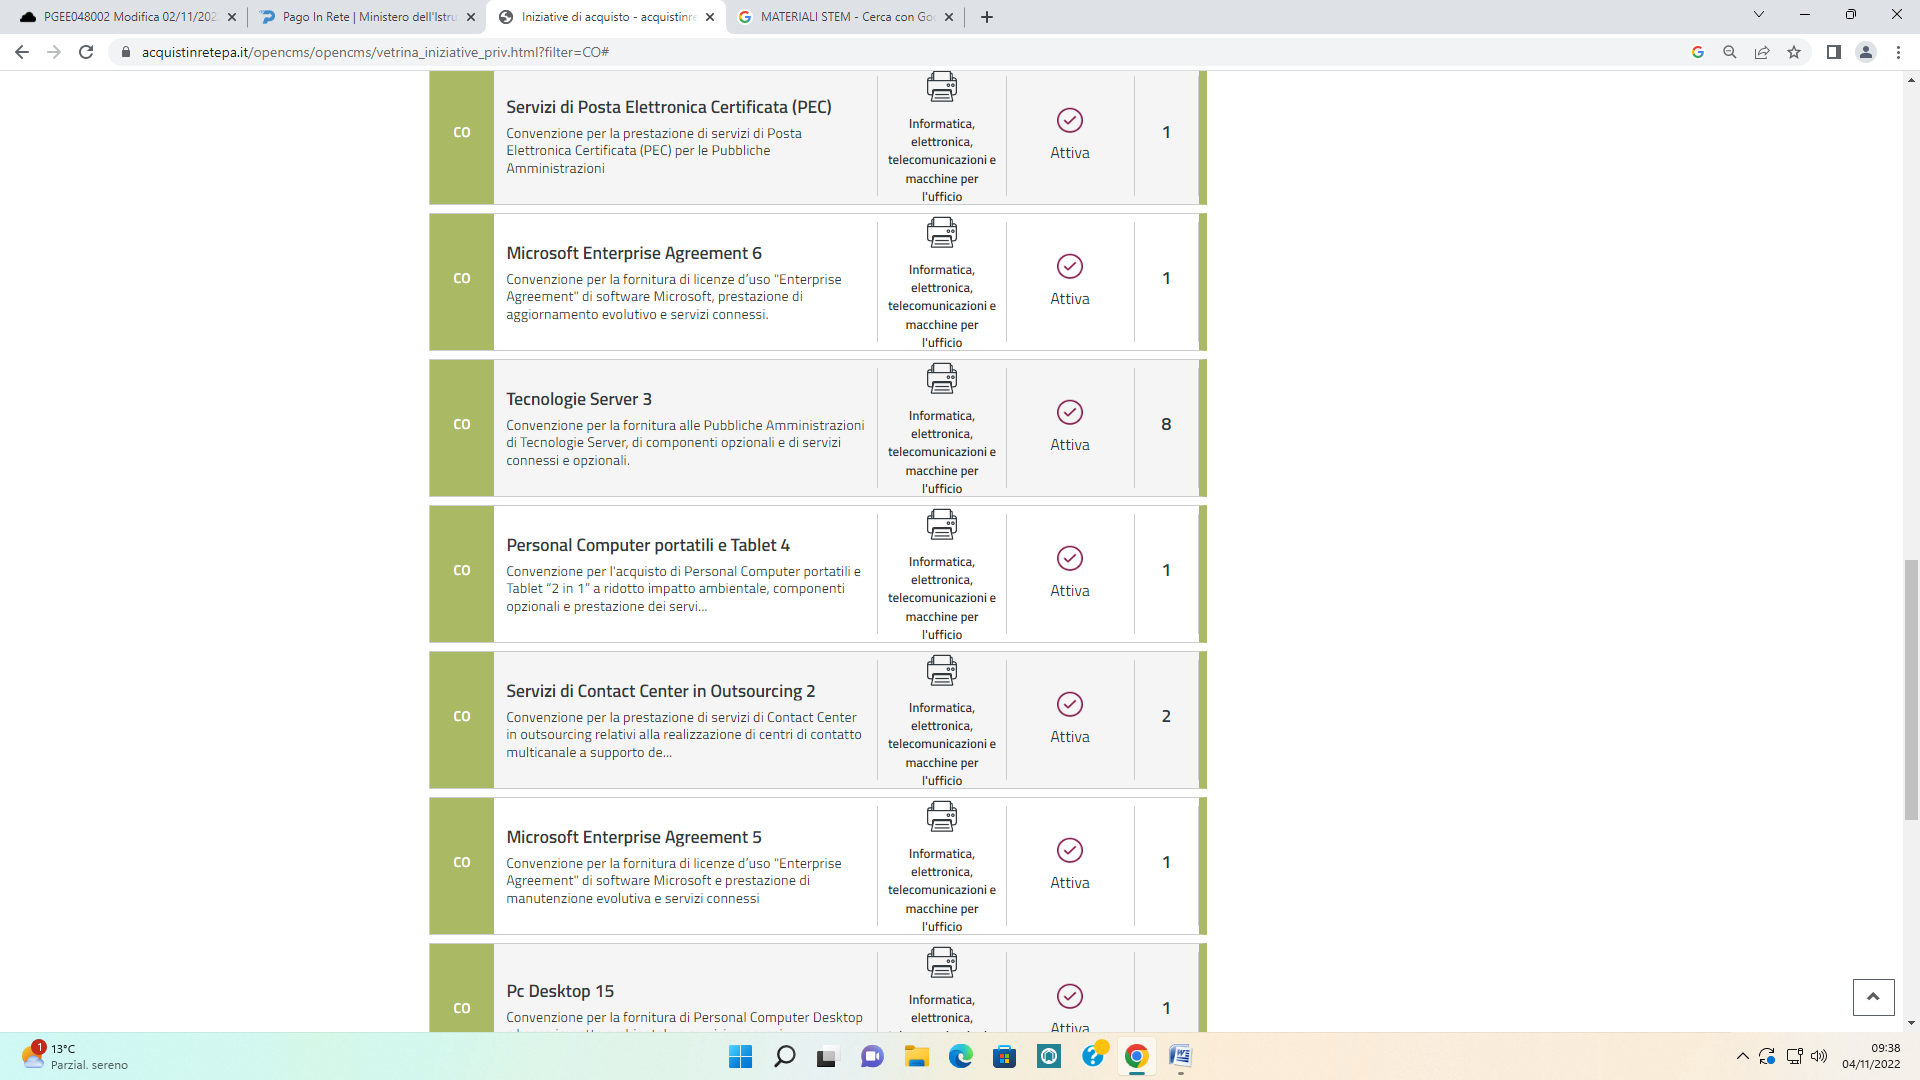 PGEE048002 Modifica 02/11/202
Pago In Rete | Ministero dell'Istru
Iniziative di acquisto - acquistinre
MATERIALI STEM - Cerca con Goo
acquistinretepa.it/opencms/opencms/vetrina_iniziative_priv.html?filter=CO#
CO
Servizi di Posta Elettronica Certificata (PEC)
Convenzione per la prestazione di servizi di Posta
Elettronica Certificata (PEC) per le Pubbliche
Amministrazioni
Informatica,
elettronica,
telecomunicazioni e
macchine per
l'ufficio
Attiva
1
CO
Microsoft Enterprise Agreement 6
Convenzione per la fornitura di licenze d’uso "Enterprise
Agreement" di software Microsoft, prestazione di
aggiornamento evolutivo e servizi connessi.
Informatica,
elettronica,
telecomunicazioni e
macchine per
l'ufficio
Attiva
1
CO
Tecnologie Server 3
Convenzione per la fornitura alle Pubbliche Amministrazioni
di Tecnologie Server, di componenti opzionali e di servizi
connessi e opzionali.
Informatica,
elettronica,
telecomunicazioni e
macchine per
l'ufficio
Attiva
8
CO
Personal Computer portatili e Tablet 4
Convenzione per l'acquisto di Personal Computer portatili e
Tablet “2 in 1” a ridotto impatto ambientale, componenti
opzionali e prestazione dei servi...
Informatica,
elettronica,
telecomunicazioni e
macchine per
l'ufficio
Attiva
1
CO
Servizi di Contact Center in Outsourcing 2
Convenzione per la prestazione di servizi di Contact Center
in outsourcing relativi alla realizzazione di centri di contatto
multicanale a supporto de...
Informatica,
elettronica,
telecomunicazioni e
macchine per
l'ufficio
Attiva
2
CO
Microsoft Enterprise Agreement 5
Convenzione per la fornitura di licenze d’uso "Enterprise
Agreement" di software Microsoft e prestazione di
manutenzione evolutiva e servizi connessi
Informatica,
elettronica,
telecomunicazioni e
macchine per
l'ufficio
Attiva
1
CO
Pc Desktop 15
Convenzione per la fornitura di Personal Computer Desktop
Informatica,
elettronica,
Attiva
1
1
13°C
Parzial. sereno
09:38
04/11/2022